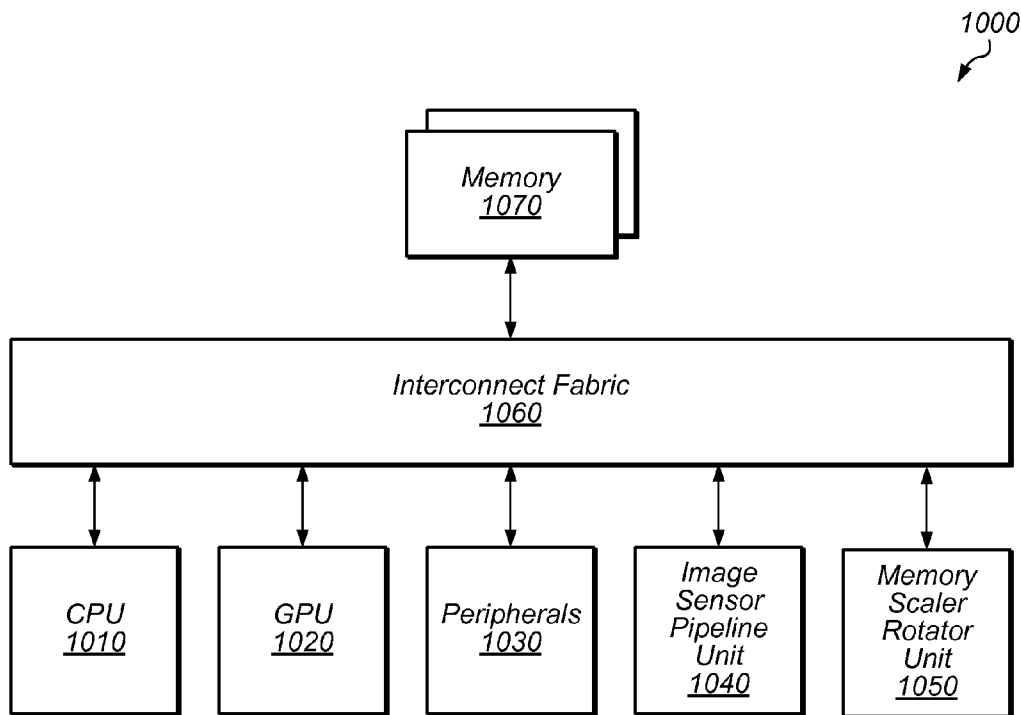 1000
Memory
1070
Interconnect Fabric
1060
CPU
1010
GPU
1020
Peripherals
1030
Image
Sensor
Pipeline
Unit
1040
Memory
Scaler
Rotator
Unit
1050